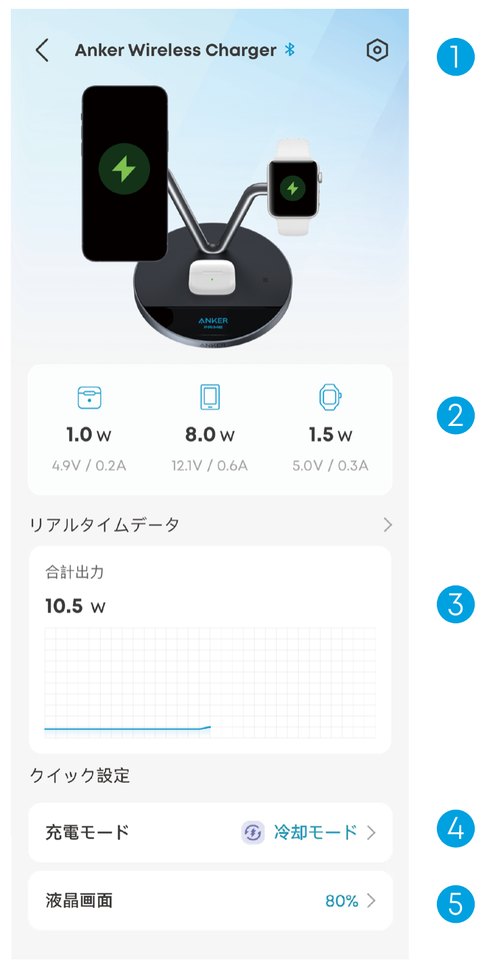 Anker Wireless Charger
1
ANKER
PRIME
ANKER
1.0 W 8.0 W 1.5 W
4.9V / 0.2A 12.1V / 0.6A 5.0V / 0.3A
2
リアルタイムデータ
合計出力
10.5 W
3
クイック設定
充電モード 冷却モード
4
液晶画面 80%
5